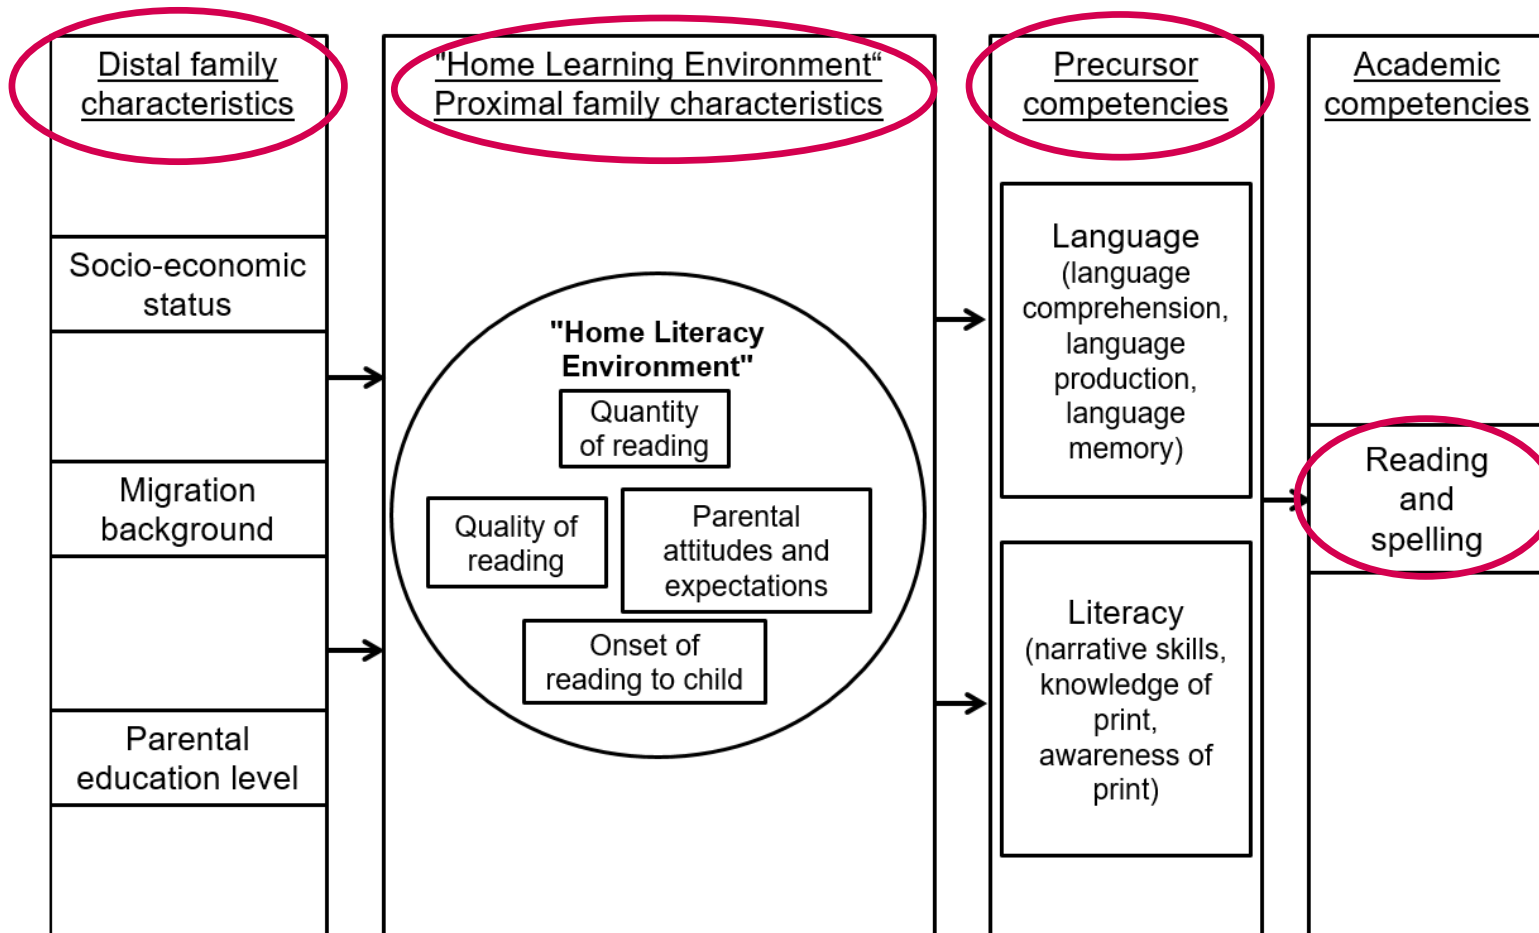 Distal family
characteristics
Socio-economic
status
Migration
background
Parental
education level
"Home Learning Environment“
Proximal family characteristics
"Home Literacy
Environment"
Quantity
of reading
Quality of
reading
Parental
attitudes and
expectations
Onset of
reading to child
Precursor
competencies
Language
(language
comprehension,
language
production,
language
memory)
Literacy
(narrative skills,
knowledge of
print,
awareness of
print)
Academic
competencies
Reading
and
spelling